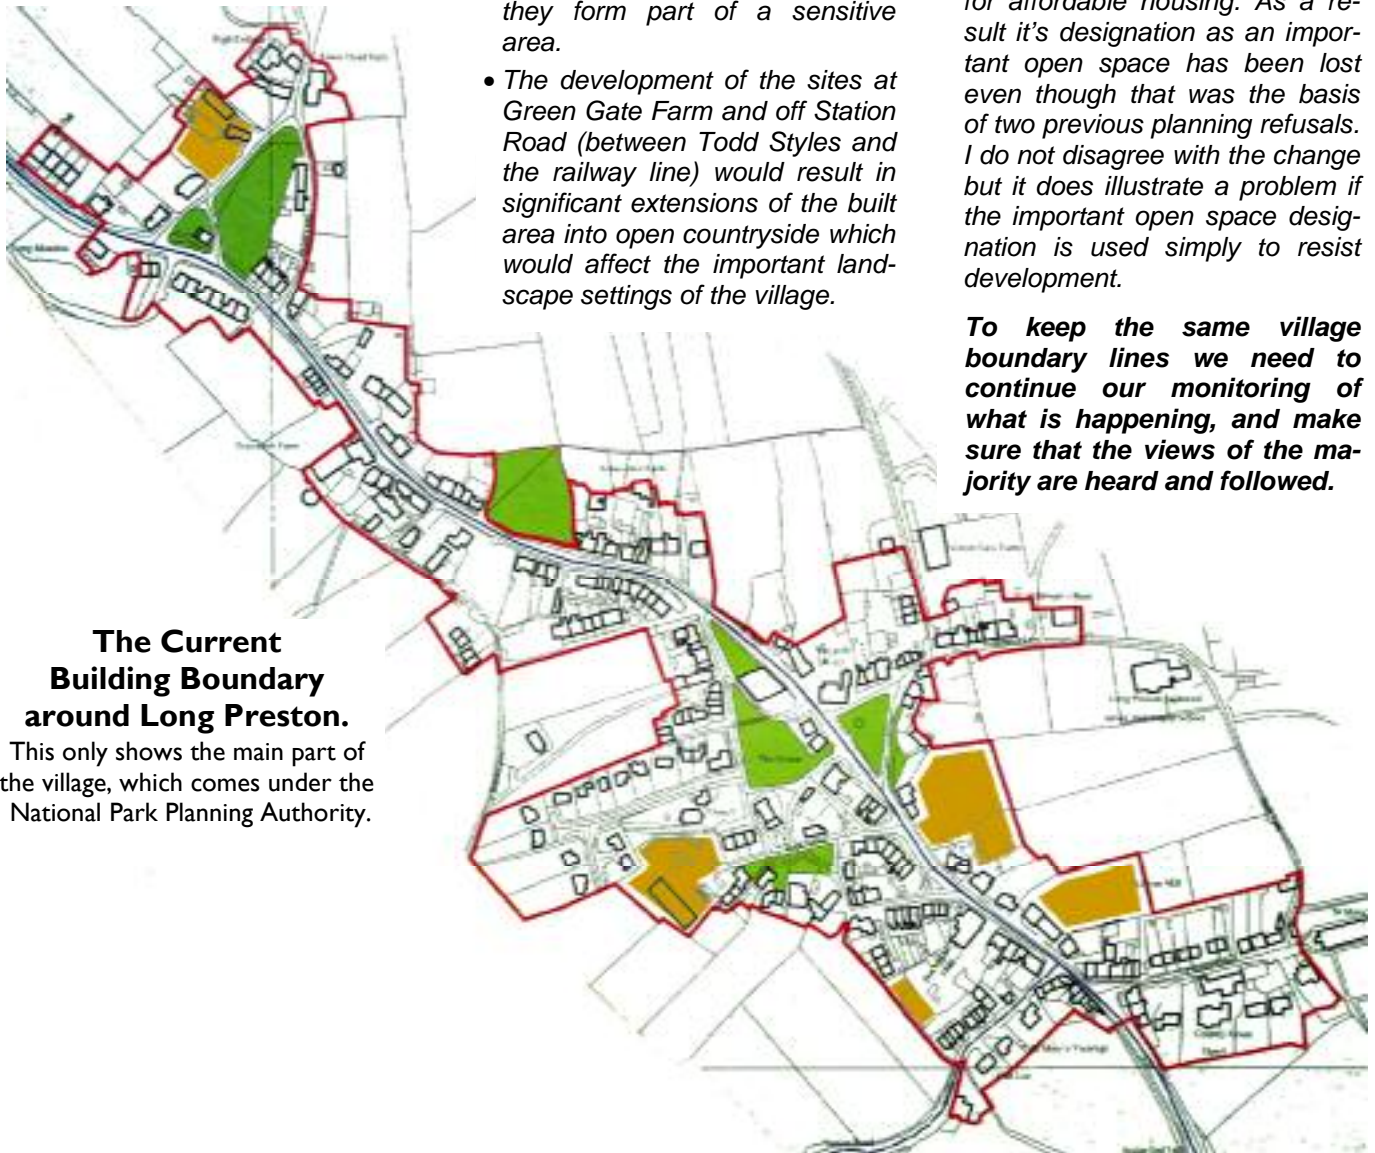 they form part of a sensitive
area.
• The development of the sites at
Green Gate Farm and off Station
Road (between Todd Styles and
the railway line) would result in
significant extensions of the built
area into open countryside which
would affect the important land-
scape settings of the village.
for affordable housing. As a re-
sult it’s designation as an impor-
tant open space has been lost
even though that was the basis
of two previous planning refusals.
I do not disagree with the change
but it does illustrate a problem if
the important open space desig-
nation is used simply to resist
development.
To keep the same village
boundary lines we need to
continue our monitoring of
what is happening, and make
sure that the views of the ma-
jority are heard and followed.
The Current
Building Boundary
around Long Preston.
This only shows the main part of
the village, which comes under the
National Park Planning Authority.